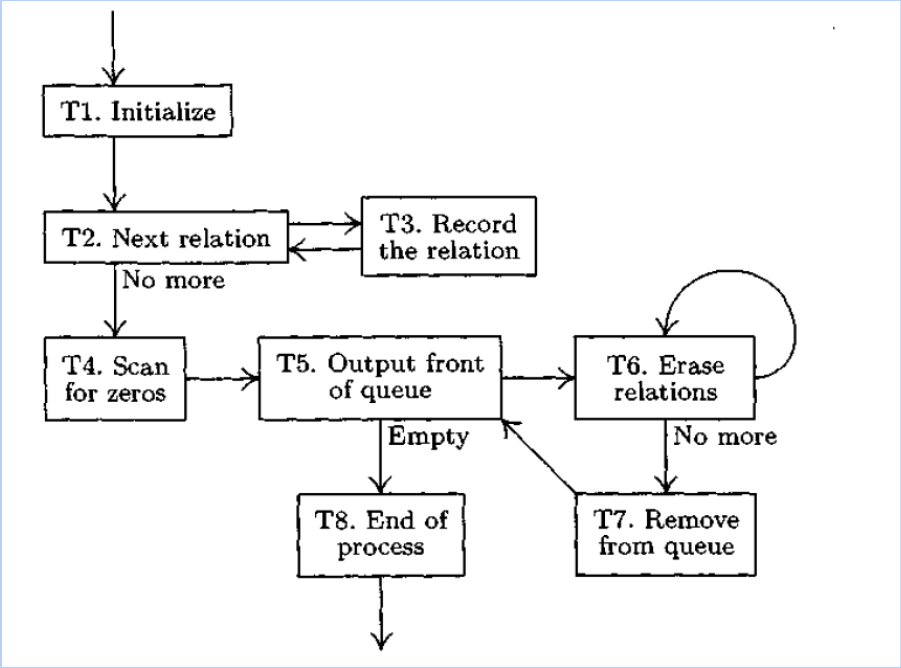 T1. Initialize
T2. Next relation
T3. Record
the relation
No more
T4. Scan
for zeros
T5. Output front
of queue
T6. Erase
relations
Empty
No more
T8. End of
process
T7. Remove
from queue